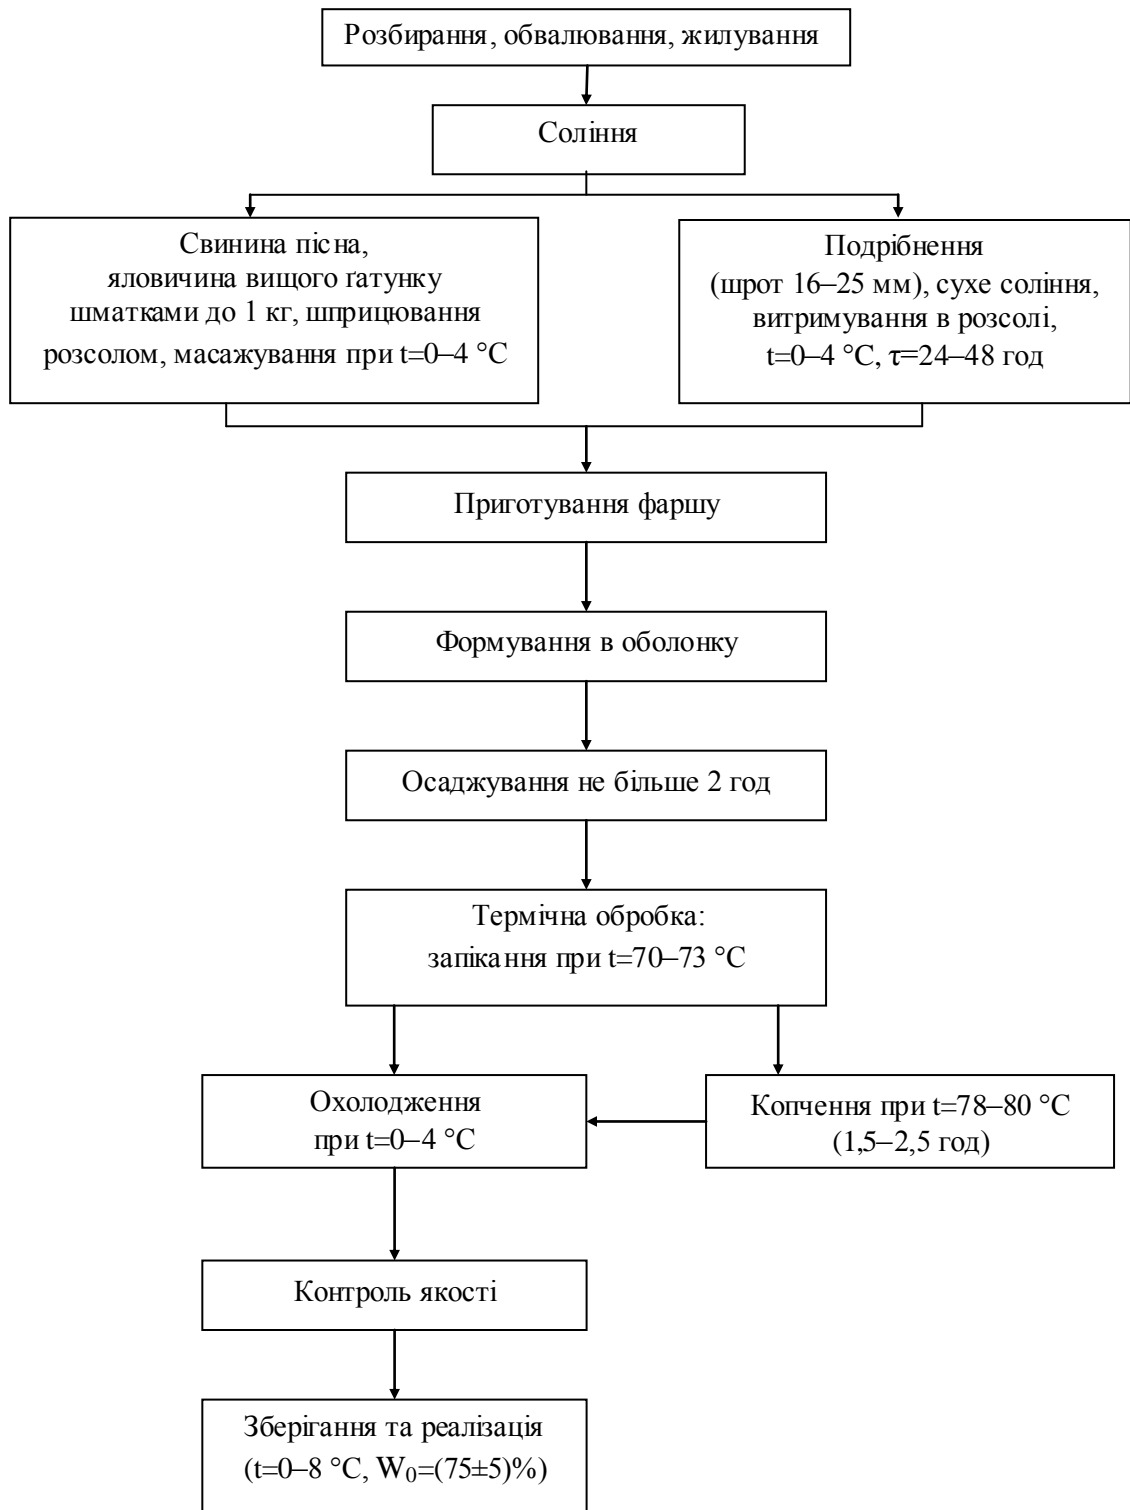 Розбирання, обвалювання, жилування
Соління
Свинина пісна,
яловичина вищого ґатунку
шматками до 1 кг, шприцювання
розсолом, масажування при t=0–4 °С
Подрібнення
(шрот 16–25 мм), сухе соління,
витримування в розсолі,
t=0–4 °С, τ=24–48 год
Приготування фаршу
Формування в оболонку
Осаджування не більше 2 год
Термічна обробка:
запікання при t=70–73 °С
Охолодження
при t=0–4 °С
Копчення при t=78–80 °С
(1,5–2,5 год)
Контроль якості
Зберігання та реалізація
(t=0–8 °С, W₀=(75±5)%)